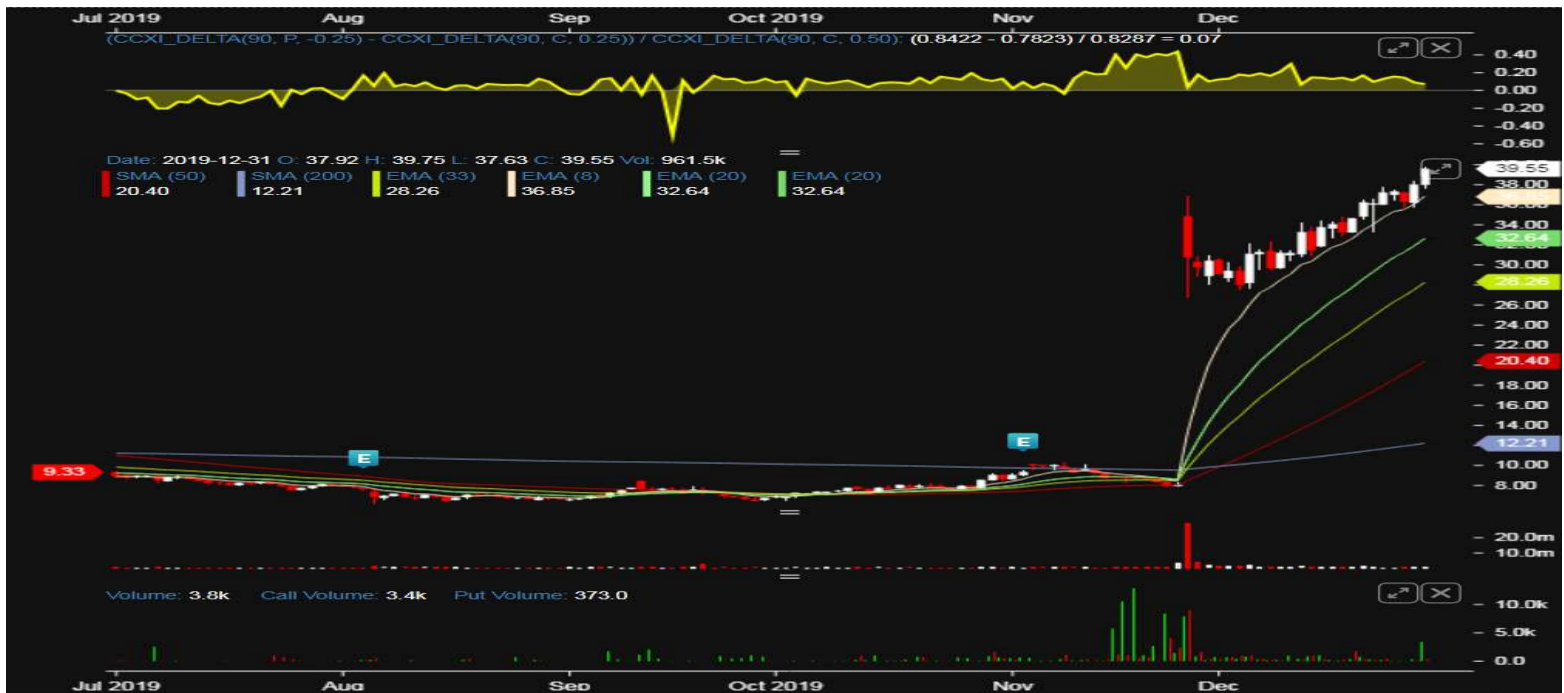 Jul 2019 Aug Sep Oct 2019 Nov Dec
(CCXI_DELTA(90, P, -0.25) - CCXI_DELTA(90, C, 0.25)) / CCXI_DELTA(90, C, 0.50): (0.8422 - 0.7823) / 0.8287 = 0.07
0.40
0.20
0.00
-0.20
-0.40
-0.60
Date: 2019-12-31 O: 37.92 H: 39.75 L: 37.63 C: 39.55 Vol: 961.5k
SMA (50) SMA (200) EMA (33) EMA (8) EMA (20) EMA (20)
20.40 12.21 28.26 36.85 32.64 32.64
39.55
38.00
34.00
32.64
30.00
28.26
26.00
24.00
22.00
20.40
18.00
16.00
14.00
12.21
10.00
8.00
9.33
E
E
20.0m
10.0m
Volume: 3.8k Call Volume: 3.4k Put Volume: 373.0
10.0k
5.0k
0.0
Jul 2019 Aug Sep Oct 2019 Nov Dec